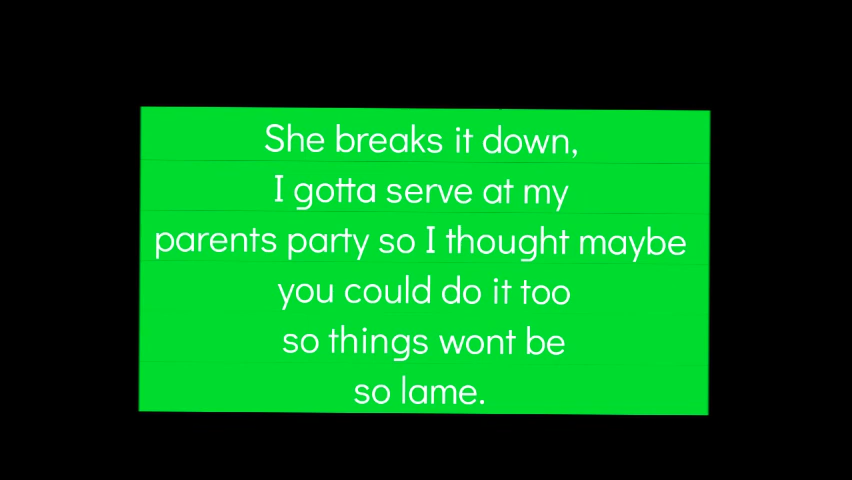 She breaks it down,
I gotta serve at my
parents party so I thought maybe
you could do it too
so things wont be
so lame.